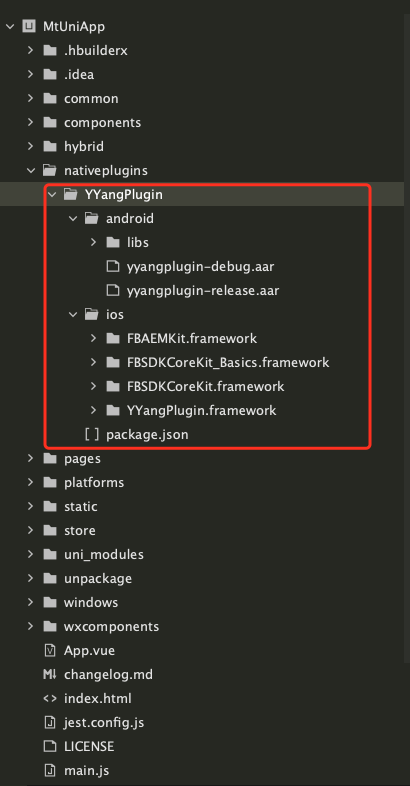 MtUniApp
.hbuilderx
.idea
common
components
hybrid
nativeplugins
YYangPlugin
android
libs
yyangplugin-debug.aar
yyangplugin-release.aar
ios
FBAEMKit.framework
FBSDKCoreKit_Basics.framework
FBSDKCoreKit.framework
YYangPlugin.framework
[ ] package.json
pages
platforms
static
store
uni_modules
unpackage
windows
wxcomponents
App.vue
changelog.md
<> index.html
jest.config.js
LICENSE
main.js